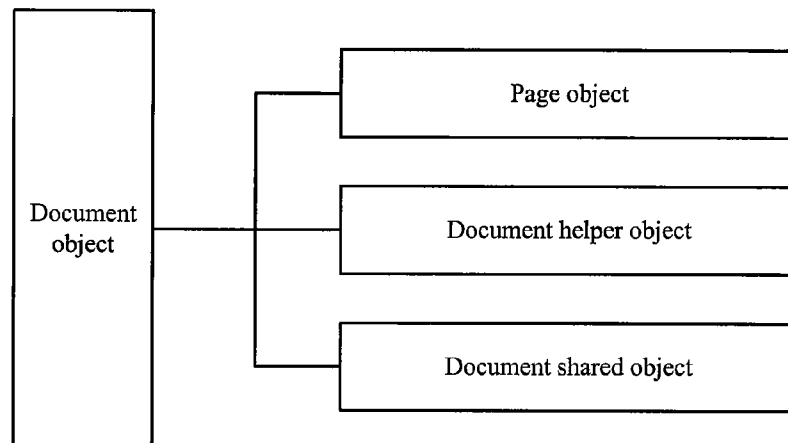 Page object
Document
object
Document helper object
Document shared object